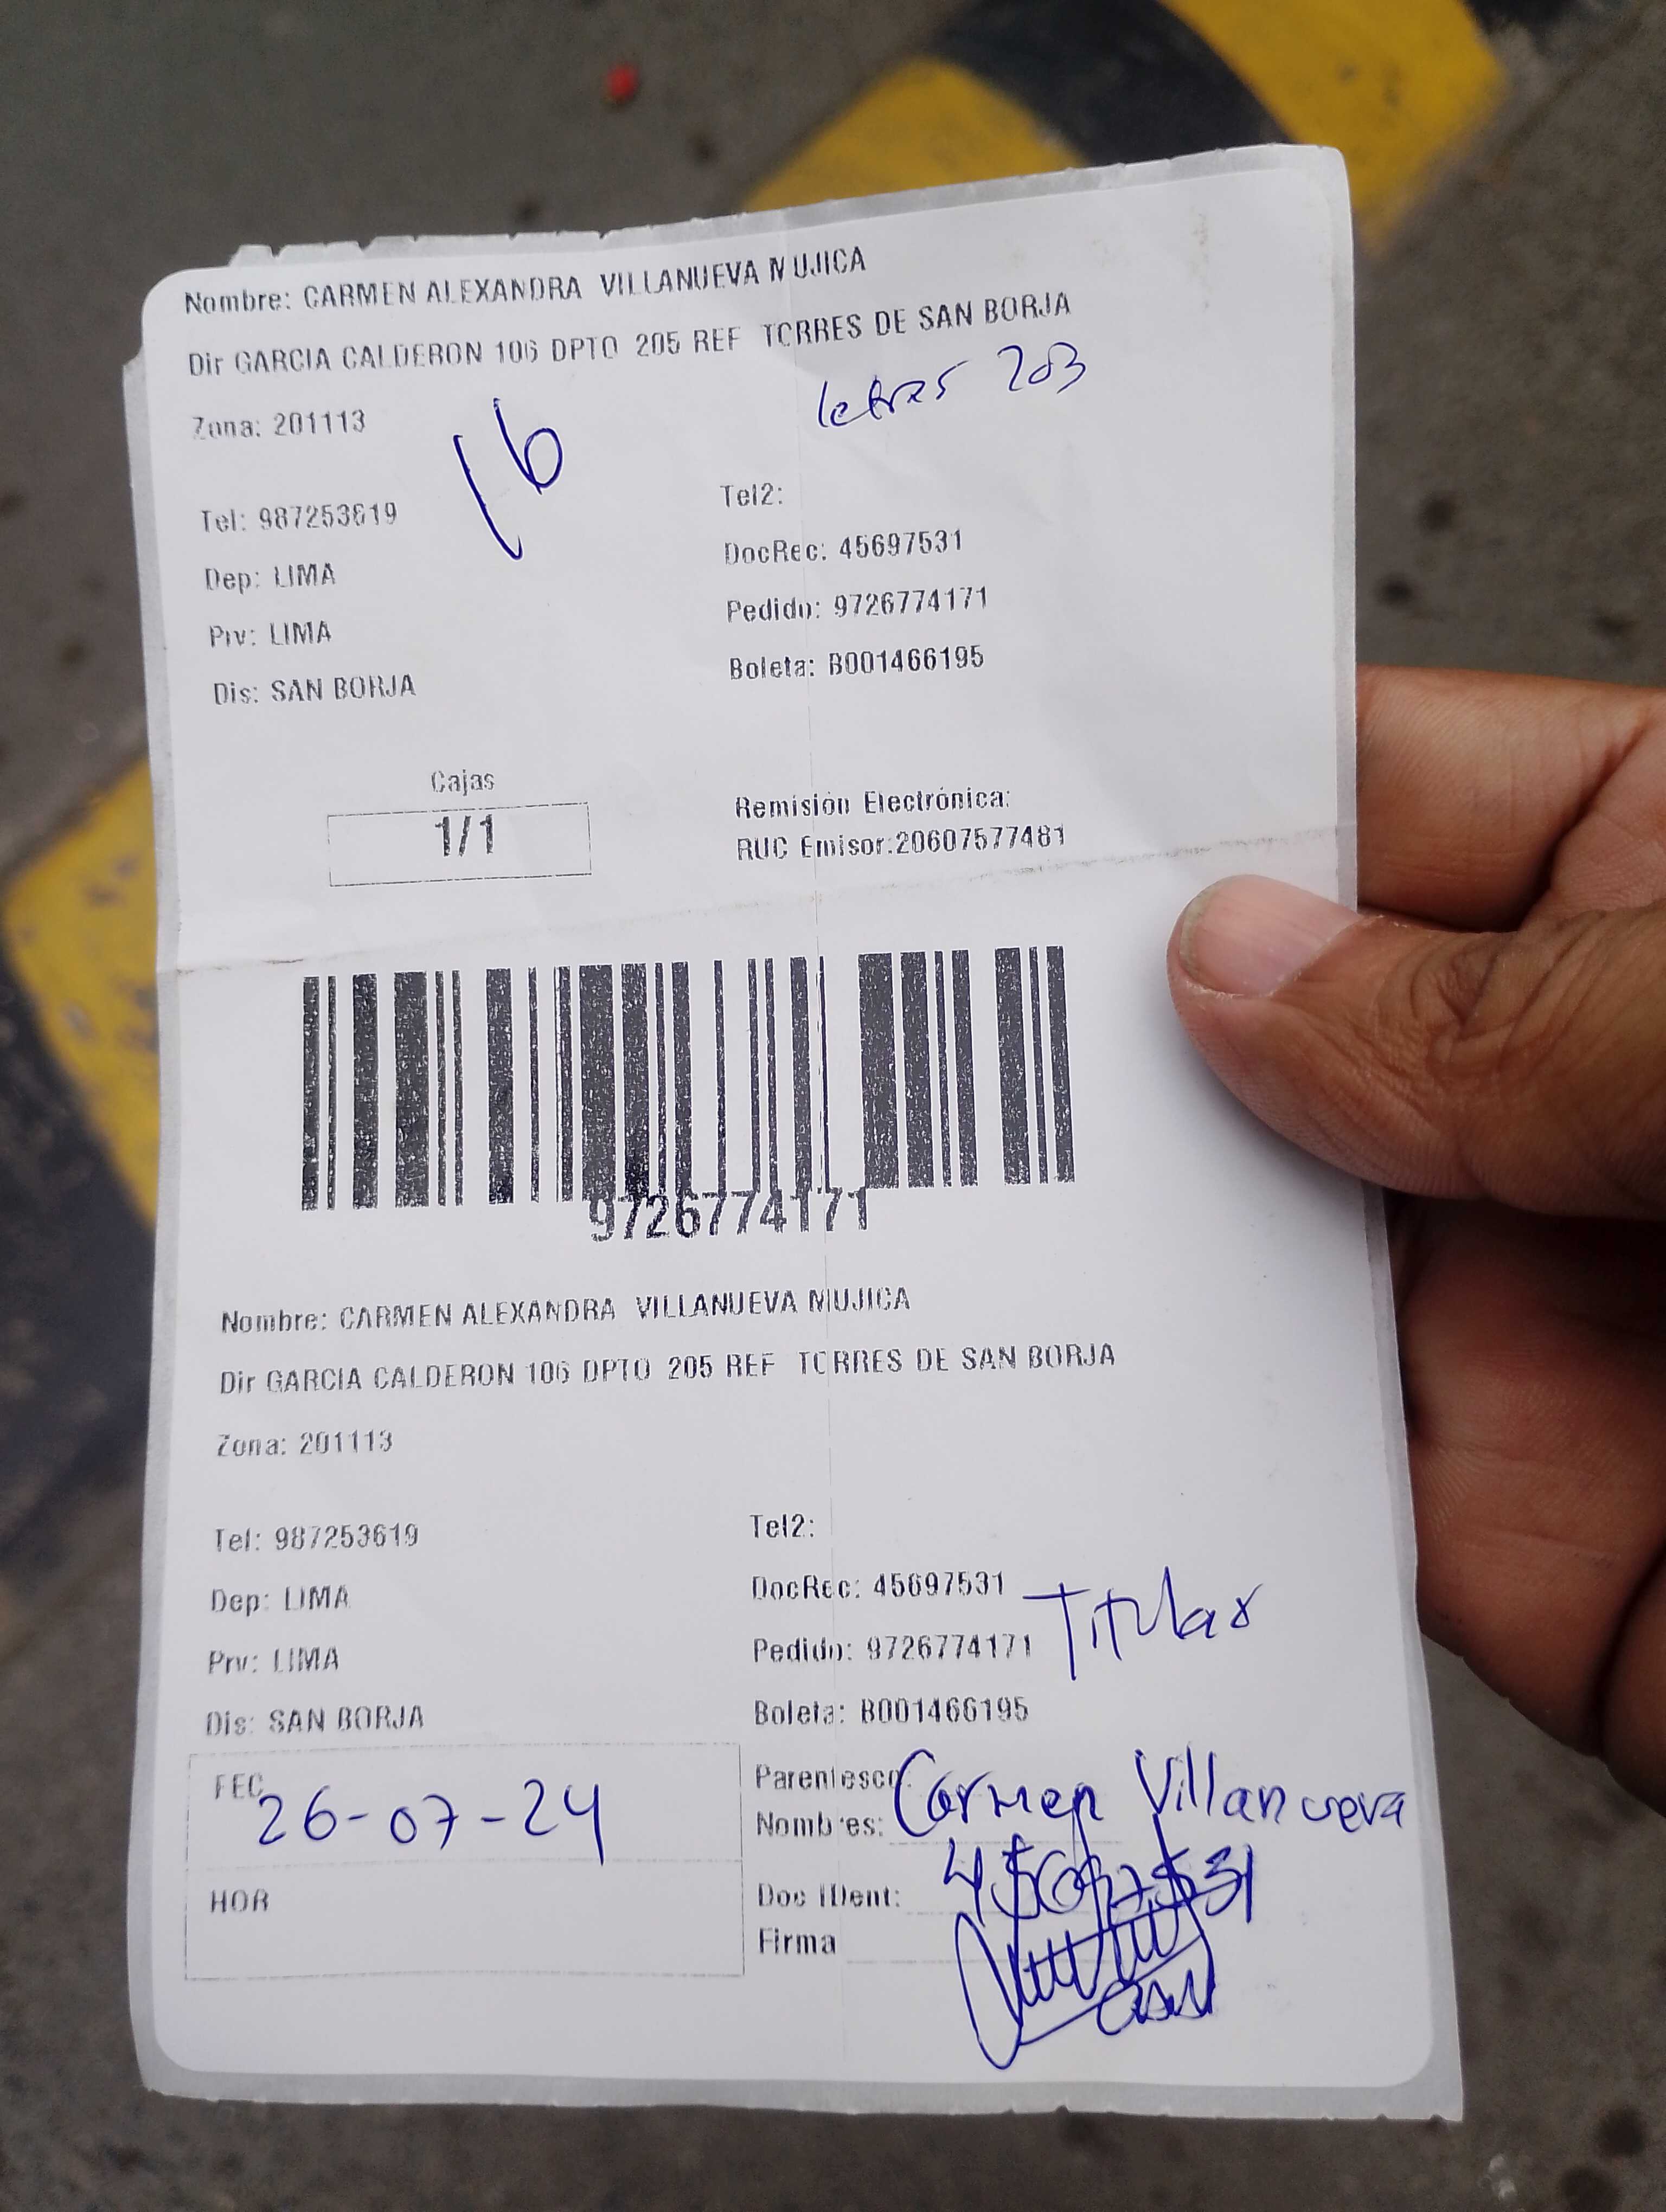 Nombre: CARMEN ALEXANDRA VILLANUEVA MUJICA
Dir GARCIA CALDERON 106 DPTO 205 REF TORRES DE SAN BORJA
letras 203
Zona: 201113
16
Tel: 987253619
Tel2:
DocRec: 45697531
Dep: LIMA
Pedido: 9726774171
Prv: LIMA
Boleta: B001466195
Dis: SAN BORJA
Cajas
1/1
Remisión Electrónica:
RUC Emisor:20607577481
9726774171
Nombre: CARMEN ALEXANDRA VILLANUEVA MUJICA
Dir GARCIA CALDERON 106 DPTO 205 REF TORRES DE SAN BORJA
Zona: 201113
Tel: 987253619
Tel2:
DocRec: 45697531
Titular
Dep: LIMA
Pedido: 9726774171
Prv: LIMA
Boleta: B001466195
Dis: SAN BORJA
FEC 26-07-24
Parentesco:
Nombres: Carmen Villanueva
HOR
Doc IDent: 45697531
Firma